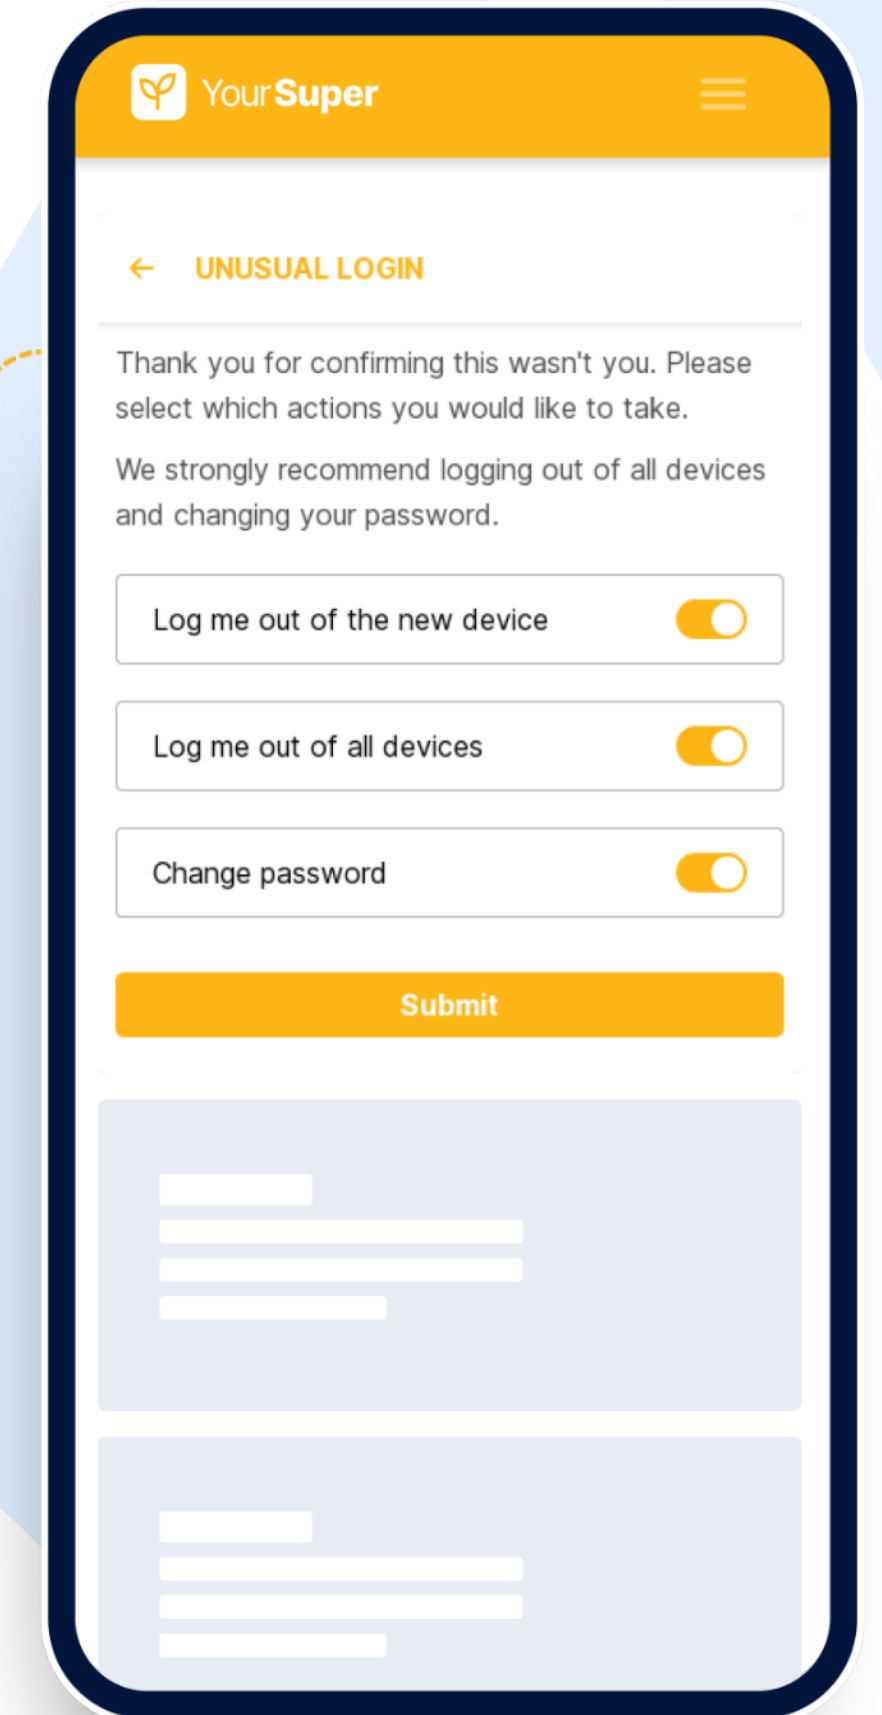 YourSuper
UNUSUAL LOGIN
Thank you for confirming this wasn't you. Please
select which actions you would like to take.
We strongly recommend logging out of all devices
and changing your password.
Log me out of the new device
Log me out of all devices
Change password
Submit